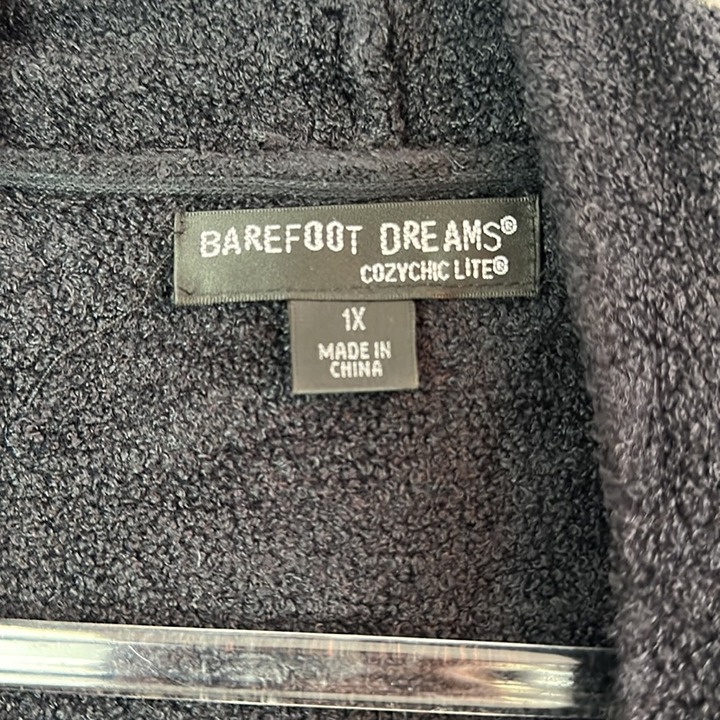 BAREFOOT DREAMS®
COZYCHIC LITE®
1X
MADE IN
CHINA